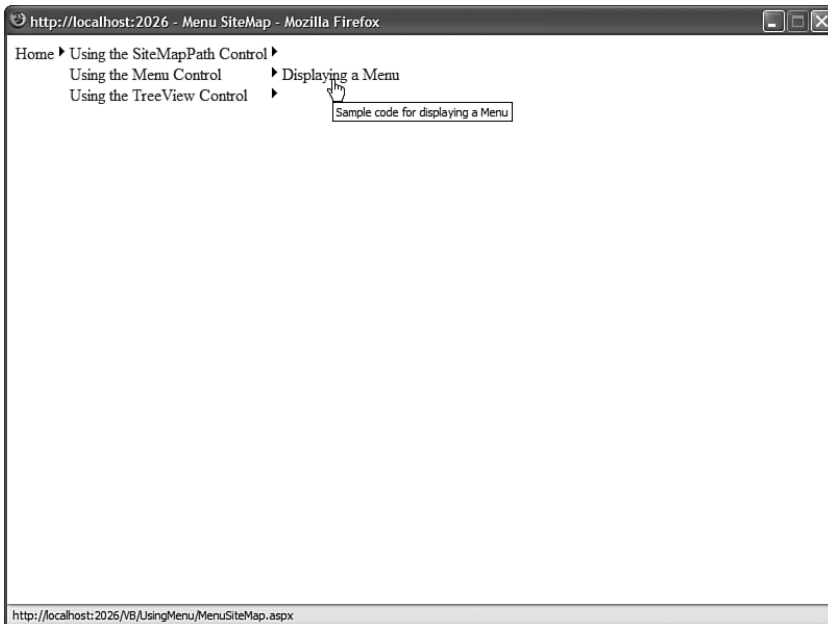 http://localhost:2026 - Menu SiteMap - Mozilla Firefox
Home Using the SiteMapPath Control
Using the Menu Control Displaying a Menu
Using the TreeView Control
Sample code for displaying a Menu
http://localhost:2026/VB/UsingMenu/MenuSiteMap.aspx